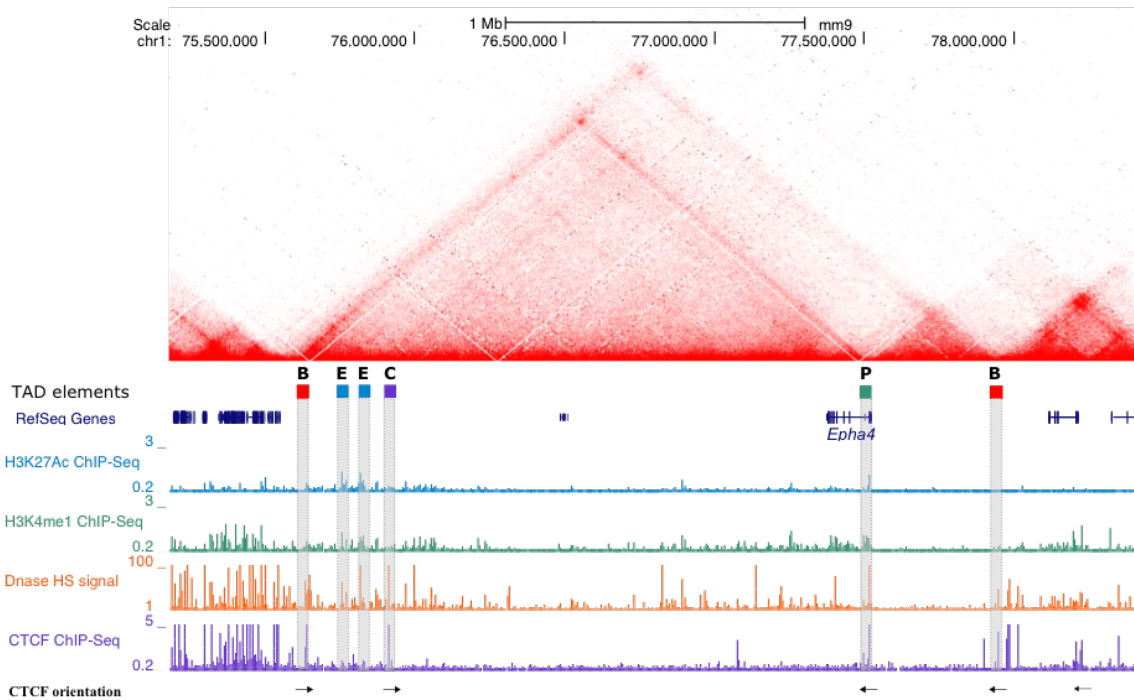 Scale 1 Mb mm9
chr1: 75,500,000 76,000,000 76,500,000 77,000,000 77,500,000 78,000,000
B E E C P B
TAD elements
RefSeq Genes
Epha4
3
H3K27Ac ChIP-Seq
0.2
3
H3K4me1 ChIP-Seq
0.2
100
Dnase HS signal
1
5
CTCF ChIP-Seq
0.2
CTCF orientation